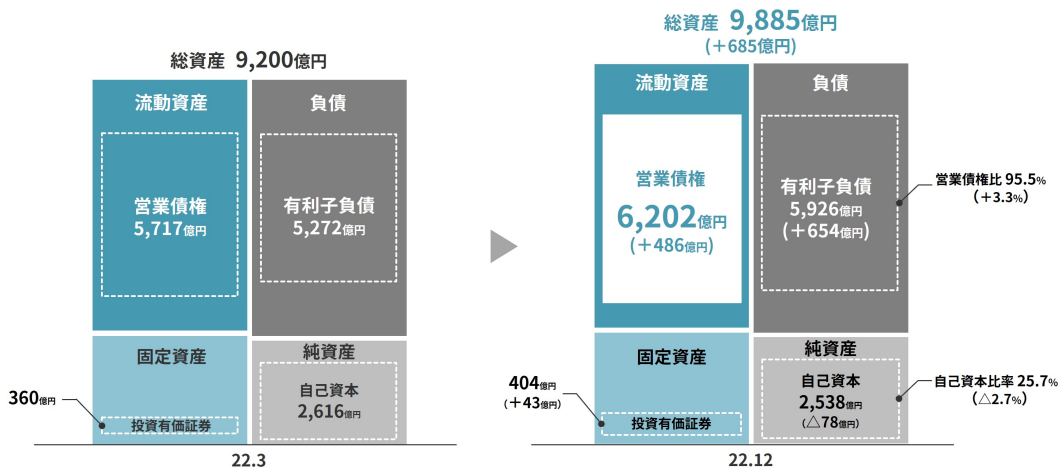 総資産 9,200億円
流動資産
負債
営業債権
5,717億円
有利子負債
5,272億円
固定資産
純資産
自己資本
2,616億円
360億円
投資有価証券
22.3
総資産 9,885億円
(+685億円)
流動資産
負債
営業債権
6,202億円
(+486億円)
有利子負債
5,926億円
(+654億円)
営業債権比 95.5%
(+3.3%)
固定資産
純資産
自己資本
2,538億円
(△78億円)
自己資本比率 25.7%
(△2.7%)
404億円
(+43億円)
投資有価証券
22.12